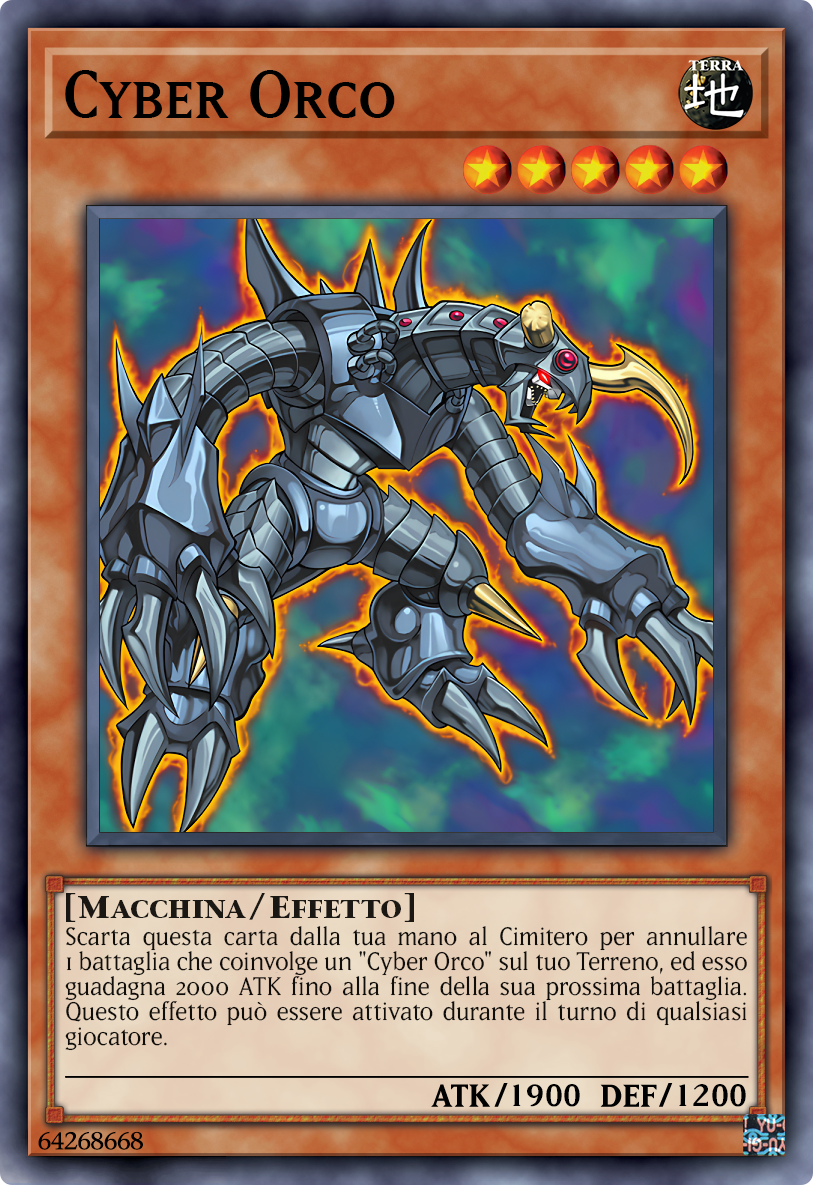 Cyber Orco
TERRA
地
[Macchina/Effetto]
Scarta questa carta dalla tua mano al Cimitero per annullare
1 battaglia che coinvolge un "Cyber Orco" sul tuo Terreno, ed esso
guadagna 2000 ATK fino alla fine della sua prossima battaglia.
Questo effetto può essere attivato durante il turno di qualsiasi
giocatore.
ATK/1900 DEF/1200
64268668